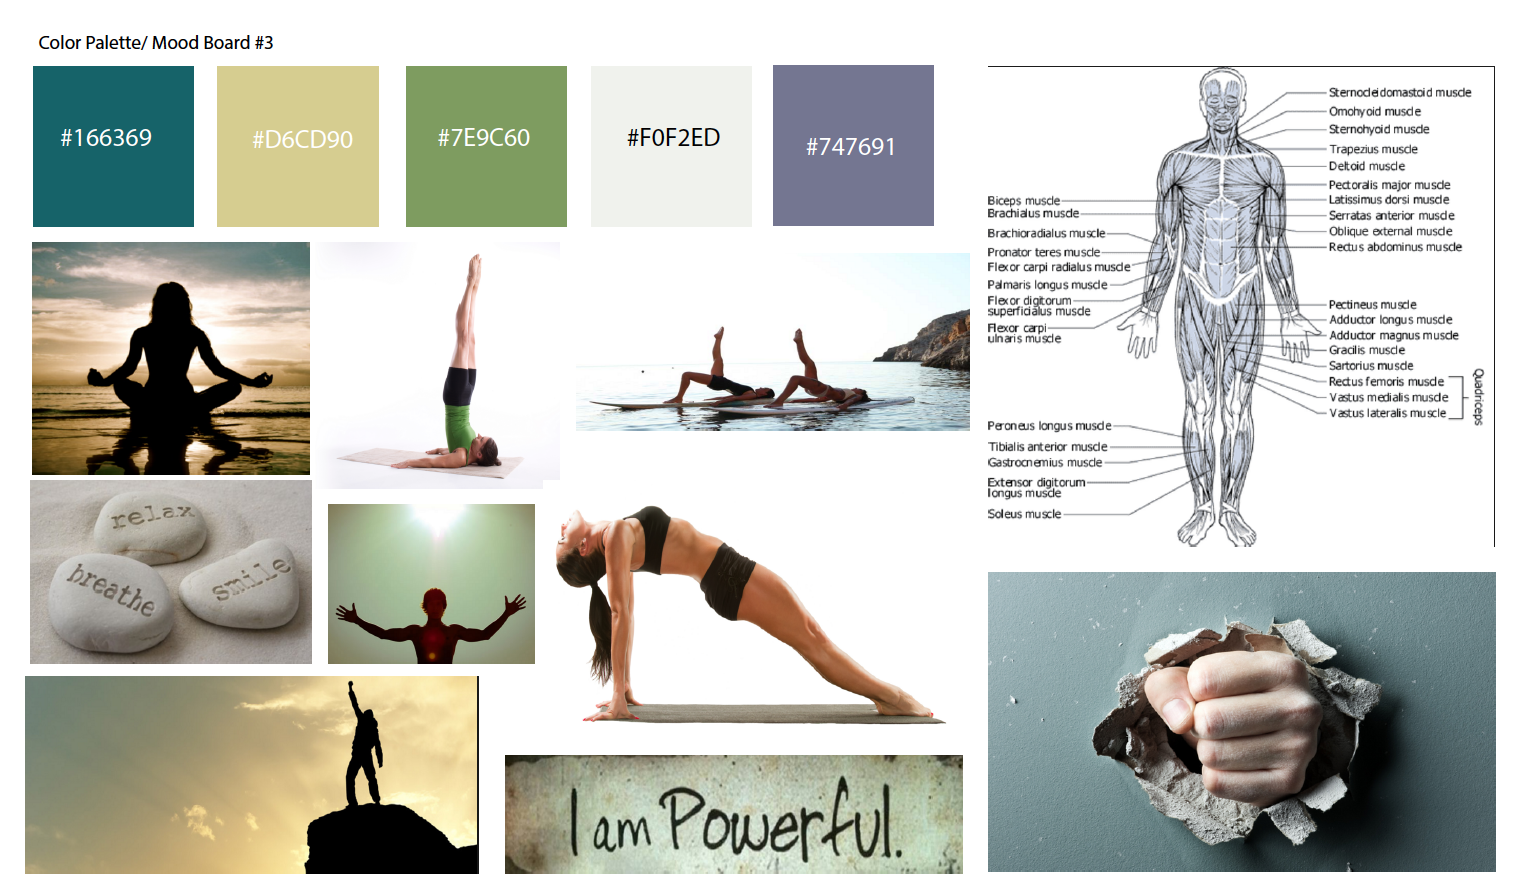 Color Palette/ Mood Board #3
#166369
#D6CD90
#7E9C60
#F0F2ED
#747691
Sternocleidomastoid muscle
Omohyoid muscle
Sternohyoid muscle
Trapezius muscle
Deltoid muscle
Pectoralis major muscle
Latissimus dorsi muscle
Serratas anterior muscle
Oblique external muscle
Rectus abdominus muscle
Biceps muscle
Brachialus muscle
Brachioradialus muscle
Pronator teres muscle
Flexor carpi radialus muscle
Palmaris longus muscle
Flexor digitorum
superficialus muscle
Flexor carpi
ulnaris muscle
Pectineus muscle
Adductor longus muscle
Adductor magnus muscle
Gracilis muscle
Sartorius muscle
Rectus femoris muscle
Vastus medialis muscle
Vastus lateralis muscle
Quadriceps
Peroneus longus muscle
Tibialis anterior muscle
Gastrocnemius muscle
Extensor digitorum
longus muscle
Soleus muscle
relax
breathe
smile
I am Powerful.